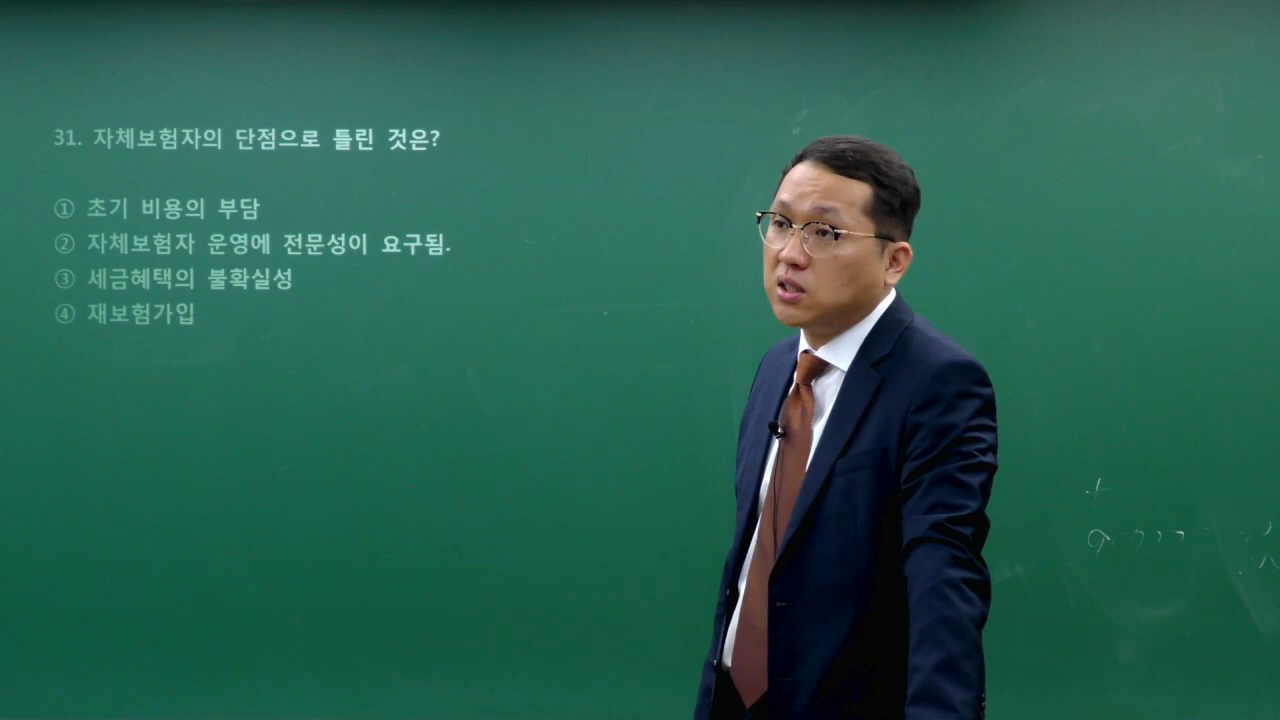 31. 자체보험자의 단점으로 틀린 것은?
① 초기 비용의 부담
② 자체보험자 운영에 전문성이 요구됨.
③ 세금혜택의 불확실성
④ 재보험가입